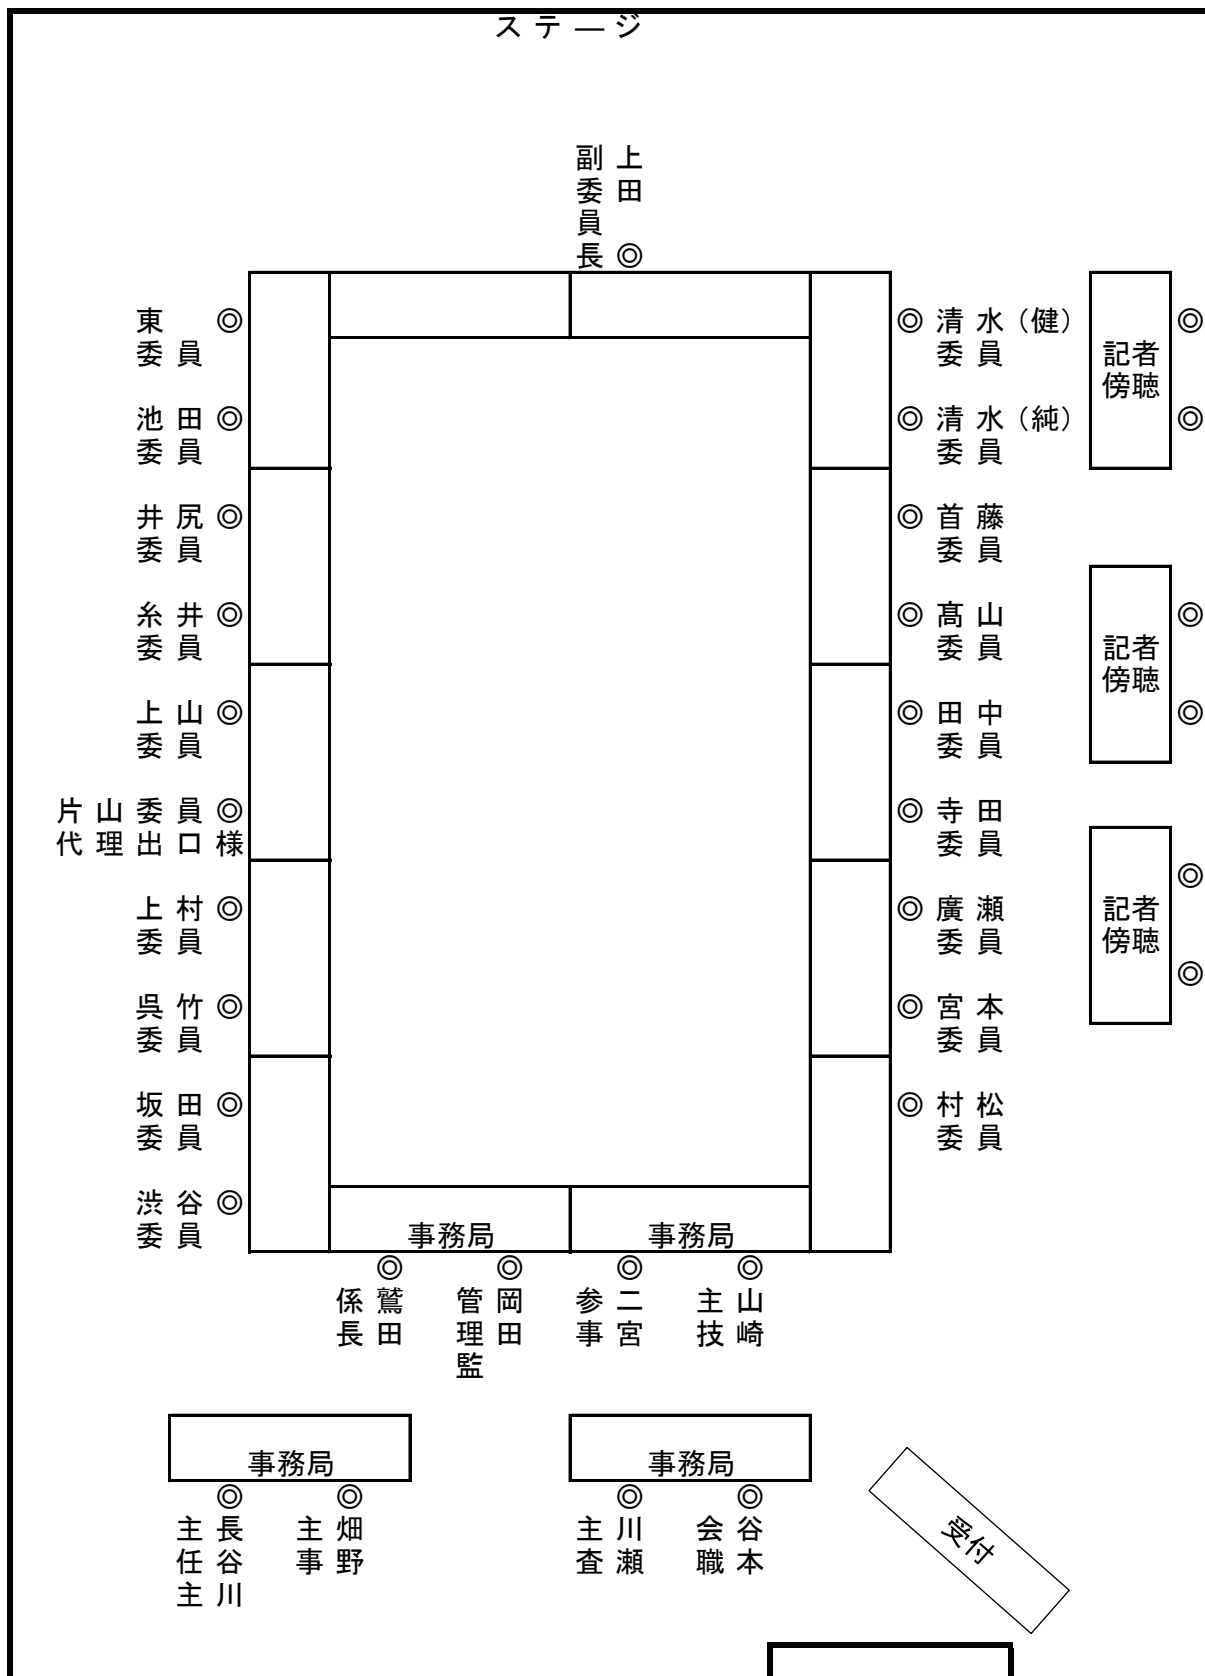 ステージ
上田
副委員長
◎
東 ◎
委員
池田 ◎
委員
井尻 ◎
委員
糸井 ◎
委員
上山 ◎
委員
片山委員 ◎
代理出口様
上村 ◎
委員
呉竹 ◎
委員
坂田 ◎
委員
渋谷 ◎
委員
◎ 清水(健)
委員
◎ 清水(純)
委員
◎ 首藤
委員
◎ 髙山
委員
◎ 田中
委員
◎ 寺田
委員
◎ 廣瀬
委員
◎ 宮本
委員
◎ 村松
委員
記者
傍聴
◎
◎
記者
傍聴
◎
◎
記者
傍聴
◎
◎
事務局
事務局
◎
鷲田
係長
◎
岡田
管理監
◎
二宮
参事
◎
山崎
主技
事務局
◎
長谷川
主任主
◎
畑野
主事
事務局
◎
川瀬
主査
◎
谷本
会職
受付